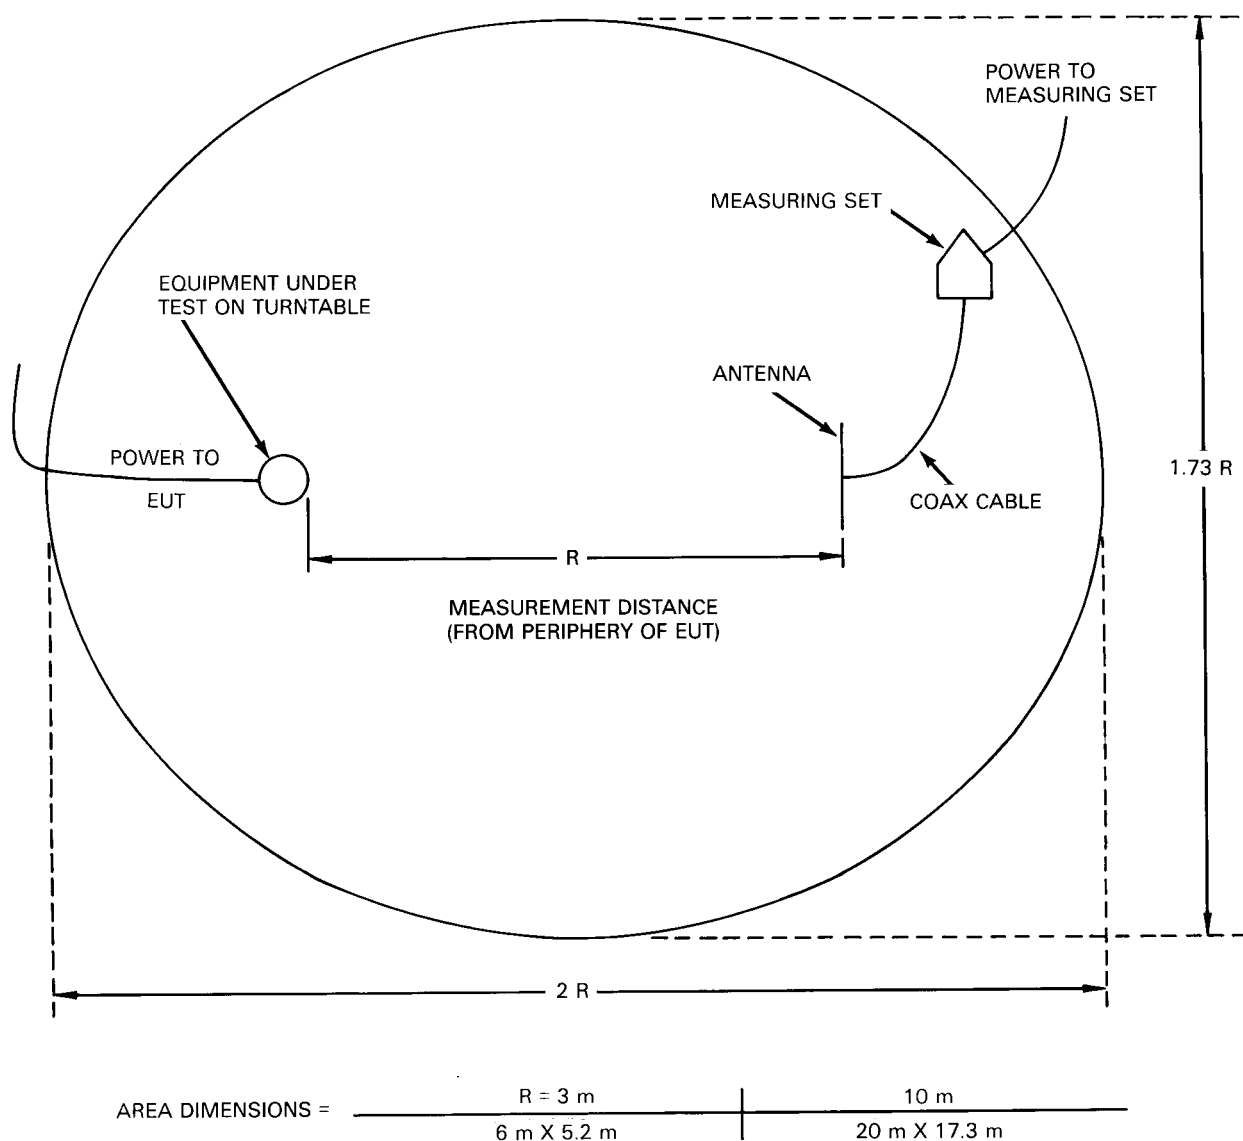 POWER TO
MEASURING SET
MEASURING SET
EQUIPMENT UNDER
TEST ON TURNTABLE
ANTENNA
POWER TO
EUT
COAX CABLE
1.73 R
R
MEASUREMENT DISTANCE
(FROM PERIPHERY OF EUT)
2 R
AREA DIMENSIONS =
R = 3 m
10 m
6 m X 5.2 m
20 m X 17.3 m